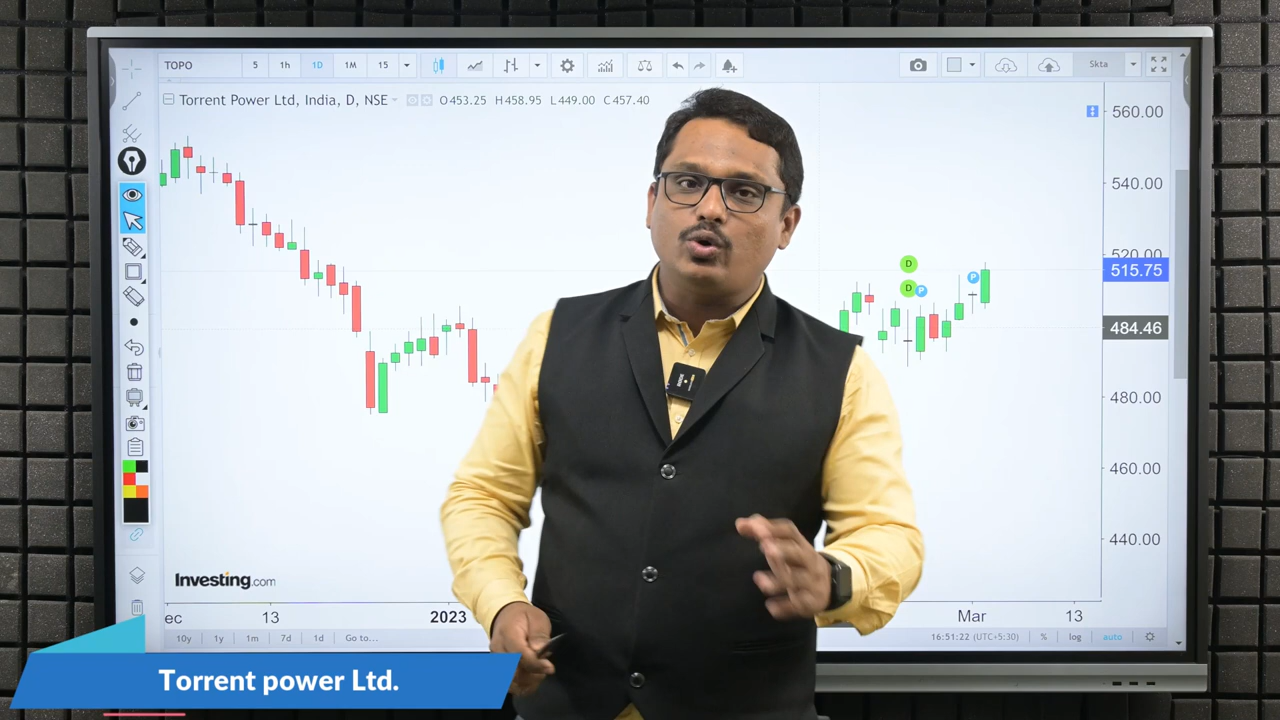 TOPO 5 1h 1D 1M 15 Skta
Torrent Power Ltd, India, D, NSE O453.25 H458.95 L449.00 C457.40
560.00
540.00
520.00
515.75
484.46
480.00
460.00
440.00
D
D P
P
Investing.com
ec 13 2023 Mar 13
10y 1y 1m 7d 1d Go to... 16:51:22 (UTC+5:30) % log auto
Torrent power Ltd.